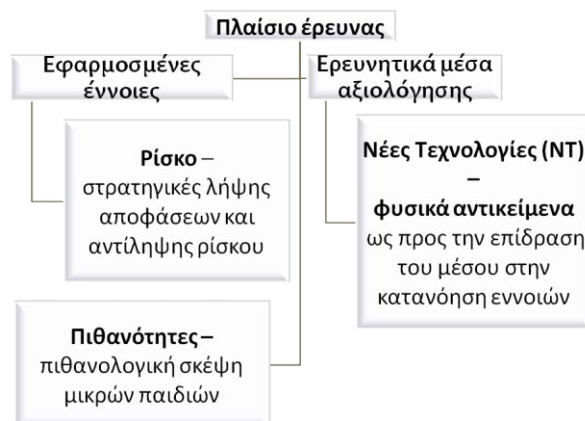 Πλαίσιο έρευνας
Εφαρμοσμένες
έννοιες
Ερευνητικά μέσα
αξιολόγησης
Ρίσκο –
στρατηγικές λήψης
αποφάσεων και
αντίληψης ρίσκου
Νέες Τεχνολογίες (ΝΤ)
–
φυσικά αντικείμενα
ως προς την επίδραση
του μέσου στην
κατανόηση εννοιών
Πιθανότητες –
πιθανολογική σκέψη
μικρών παιδιών